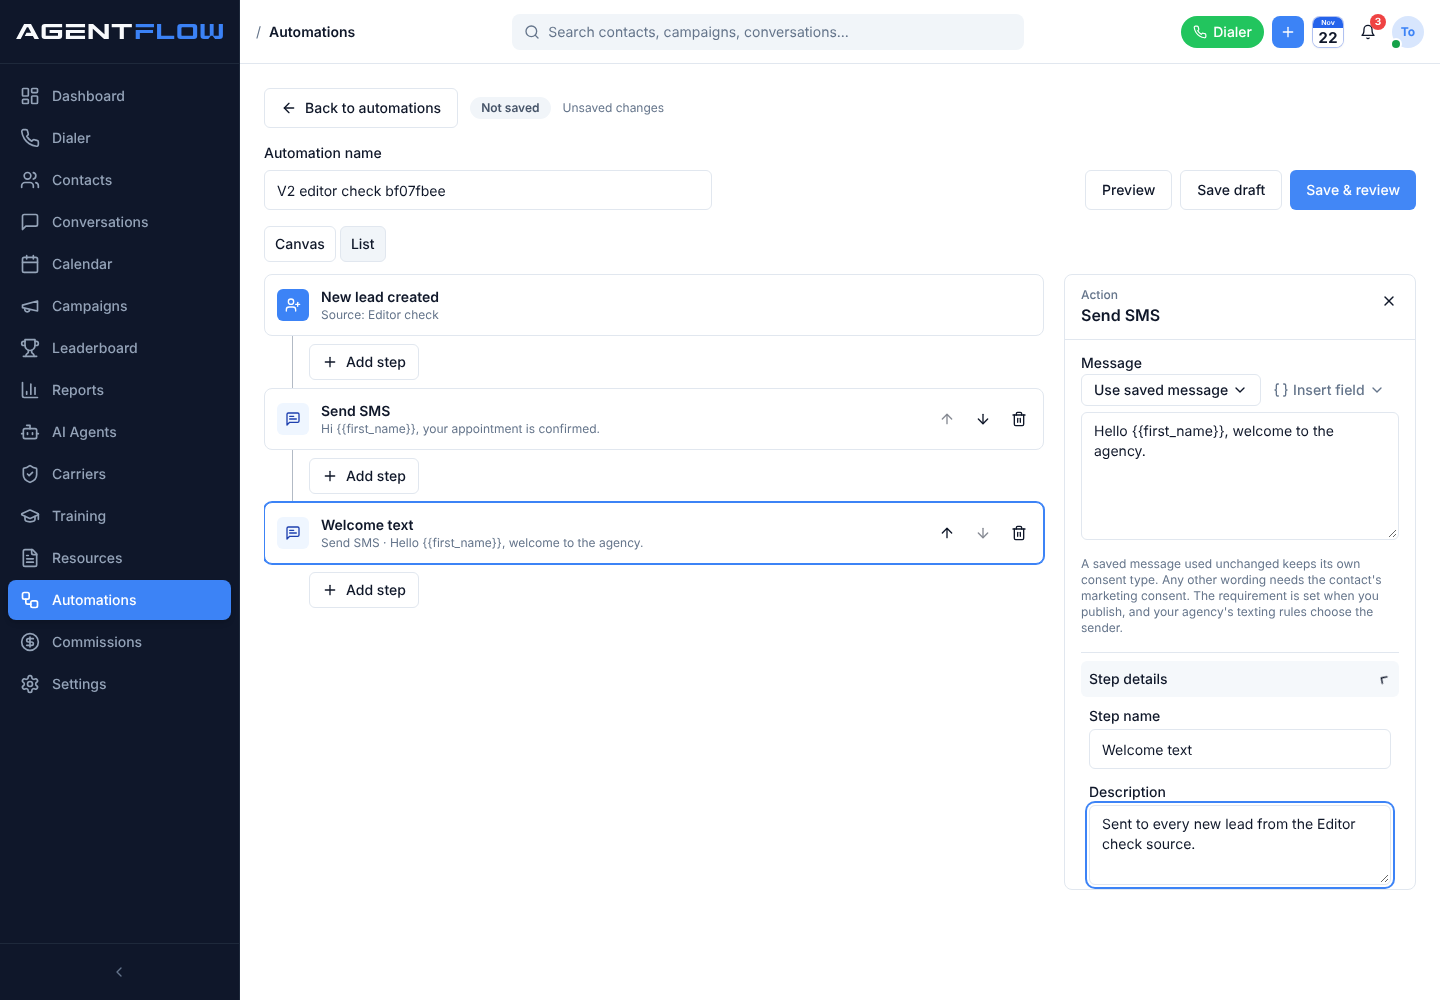 AGENTFLOW
/ Automations
Search contacts, campaigns, conversations...
Dialer
Nov
22
3
To
Dashboard
Dialer
Contacts
Conversations
Calendar
Campaigns
Leaderboard
Reports
AI Agents
Carriers
Training
Resources
Automations
Commissions
Settings
Back to automations
Not saved
Unsaved changes
Automation name
V2 editor check bf07fbee
Preview
Save draft
Save & review
Canvas
List
New lead created
Source: Editor check
Add step
Send SMS
Hi {{first_name}}, your appointment is confirmed.
Add step
Welcome text
Send SMS · Hello {{first_name}}, welcome to the agency.
Add step
Action
Send SMS
Message
Use saved message
{ } Insert field
Hello {{first_name}}, welcome to the
agency.
A saved message used unchanged keeps its own
consent type. Any other wording needs the contact's
marketing consent. The requirement is set when you
publish, and your agency's texting rules choose the
sender.
Step details
Step name
Welcome text
Description
Sent to every new lead from the Editor
check source.